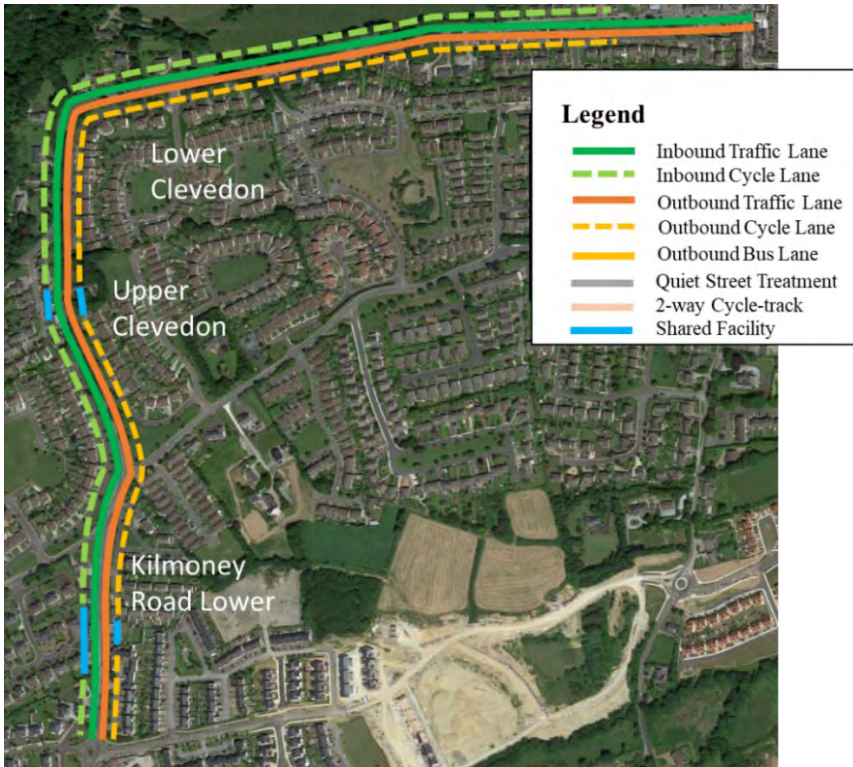 Lower
Clevedon
Upper
Clevedon
Kilmoney
Road Lower
Legend
Inbound Traffic Lane
Inbound Cycle Lane
Outbound Traffic Lane
Outbound Cycle Lane
Outbound Bus Lane
Quiet Street Treatment
2-way Cycle-track
Shared Facility